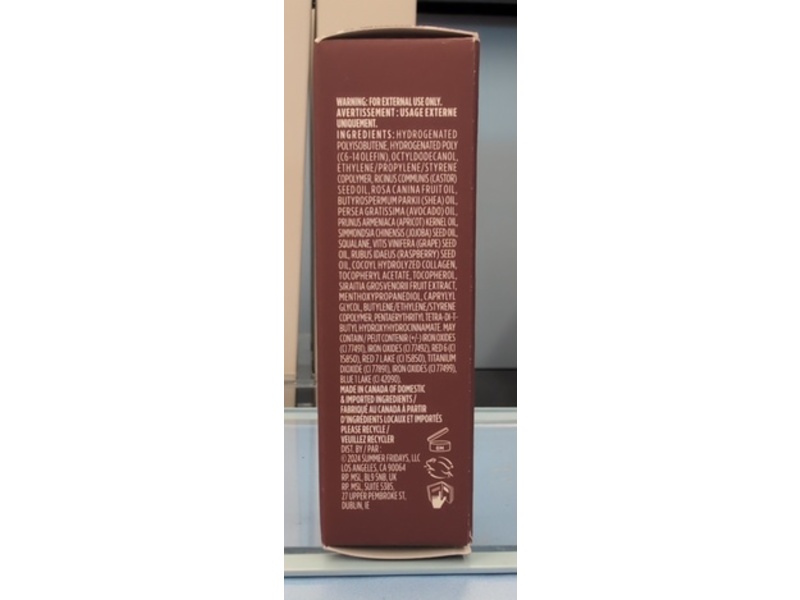 WARNING: FOR EXTERNAL USE ONLY.
AVERTISSEMENT : USAGE EXTERNE
UNIQUEMENT.
INGREDIENTS: HYDROGENATED
POLYISOBUTENE, HYDROGENATED POLY
(C6-14 OLEFIN), OCTYLDODECANOL,
ETHYLENE/PROPYLENE/STYRENE
COPOLYMER, RICINUS COMMUNIS (CASTOR)
SEED OIL, ROSA CANINA FRUIT OIL,
BUTYROSPERMUM PARKII (SHEA) OIL,
PERSEA GRATISSIMA (AVOCADO) OIL,
PRUNUS ARMENIACA (APRICOT) KERNEL OIL,
SIMMONDSIA CHINENSIS (JOJOBA) SEED OIL,
SQUALANE, VITIS VINIFERA (GRAPE) SEED
OIL, RUBUS IDAEUS (RASPBERRY) SEED
OIL, COCOYL HYDROLYZED COLLAGEN,
TOCOPHERYL ACETATE, TOCOPHEROL,
SIRAITIA GROSVENORII FRUIT EXTRACT,
MENTHOXYPROPANEDIOL, CAPRYLYL
GLYCOL, BUTYLENE/ETHYLENE/STYRENE
COPOLYMER, PENTAERYTHRITYL TETRA-DI-T-
BUTYL HYDROXYHYDROCINNAMATE. MAY
CONTAIN / PEUT CONTENIR (+/-) IRON OXIDES
(CI 77491), IRON OXIDES (CI 77492), RED 6 (CI
15850), RED 7 LAKE (CI 15850), TITANIUM
DIOXIDE (CI 77891), IRON OXIDES (CI 77499),
BLUE 1 LAKE (CI 42090).
MADE IN CANADA OF DOMESTIC
& IMPORTED INGREDIENTS /
FABRIQUÉ AU CANADA À PARTIR
D'INGRÉDIENTS LOCAUX ET IMPORTÉS
PLEASE RECYCLE /
VEUILLEZ RECYCLER
DIST. BY / PAR :
© 2024 SUMMER FRIDAYS, LLC
LOS ANGELES, CA 90064
RP. MSL, BL9 5NB, UK
RP. MSL, SUITE 5385,
27 UPPER PEMBROKE ST,
DUBLIN, IE